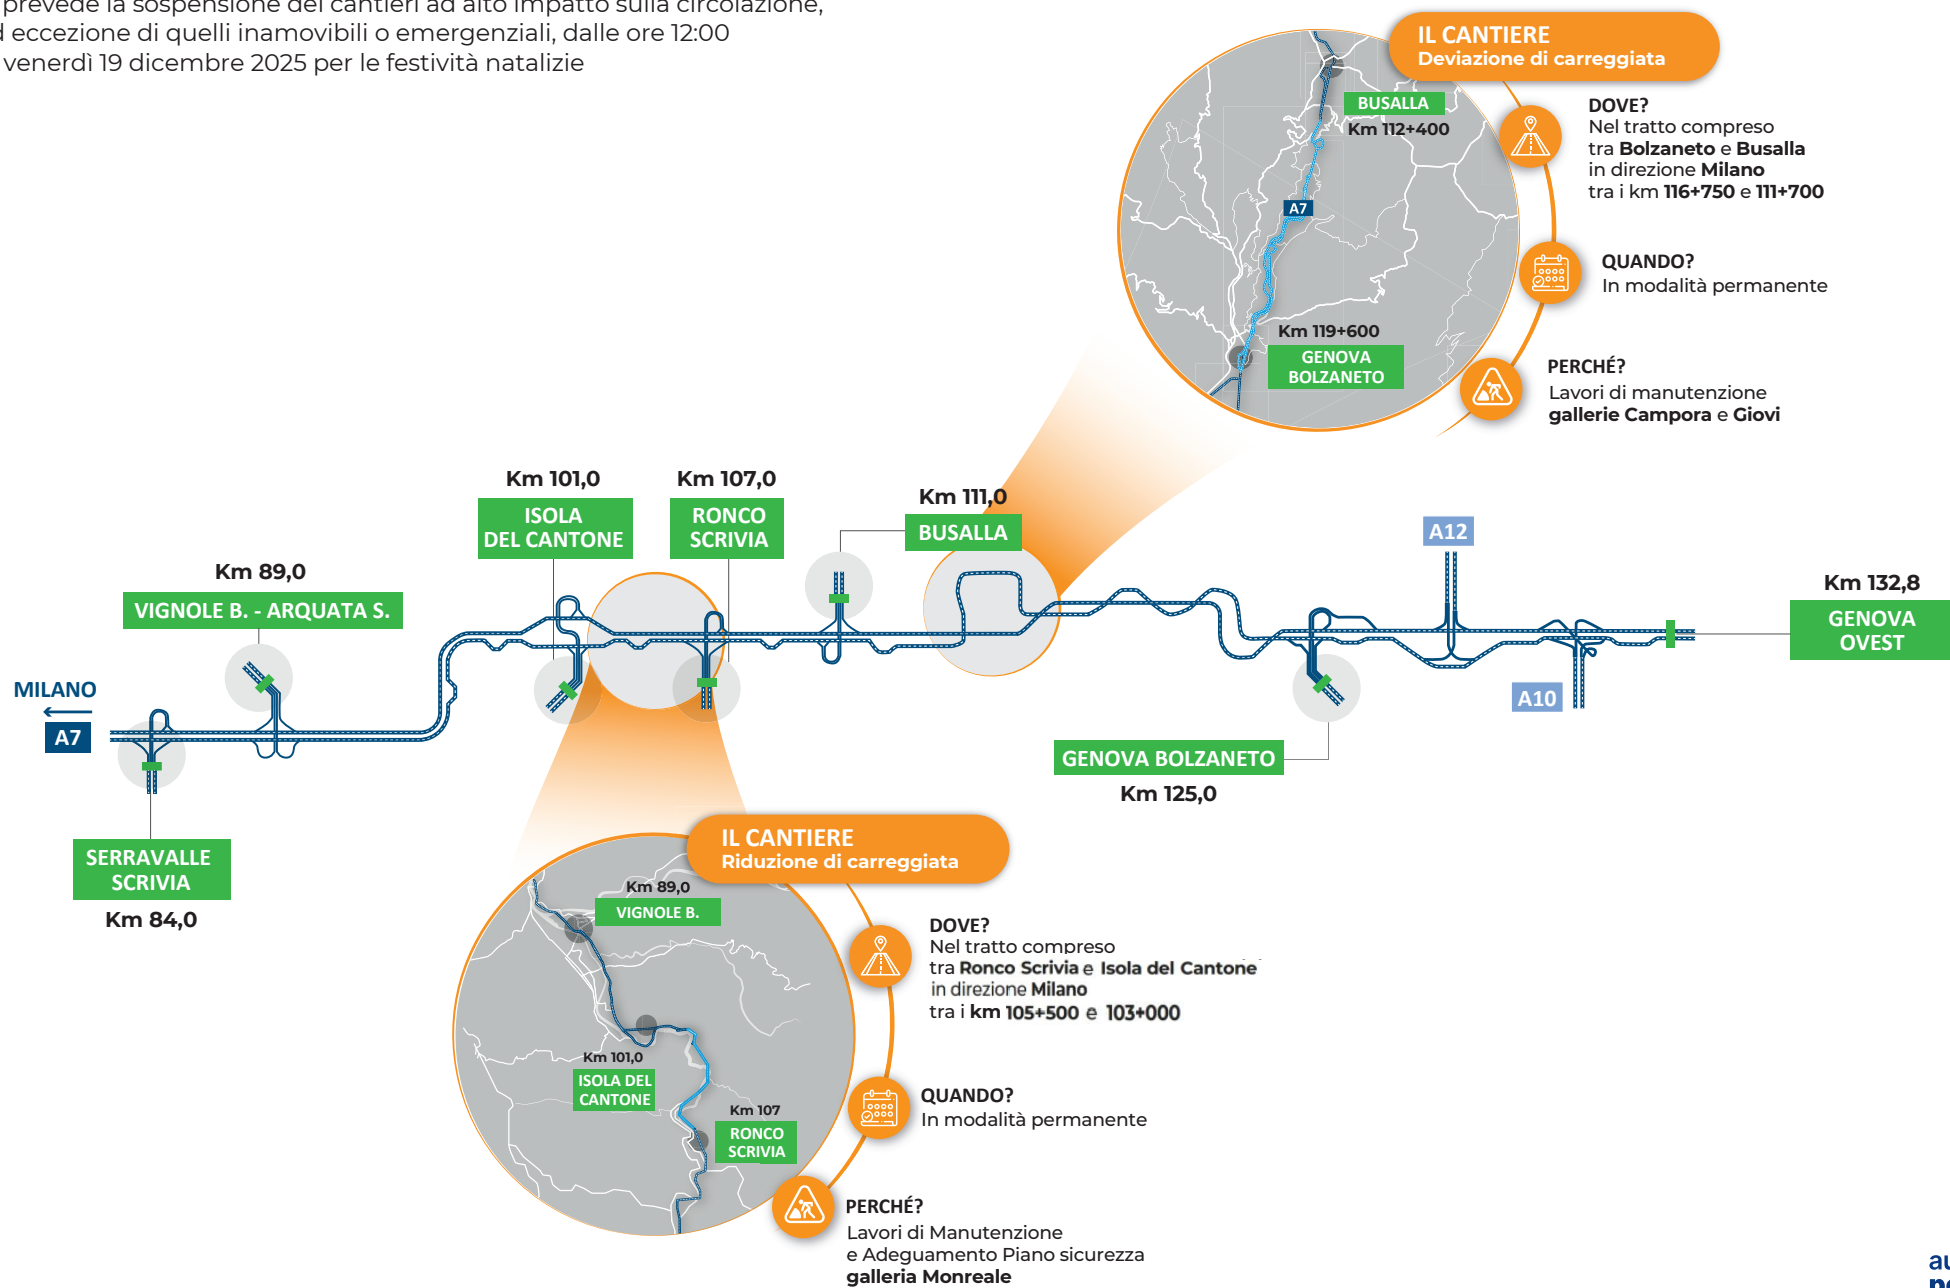 prevede la sospensione dei cantieri ad alto impatto sulla circolazione,
eccezione di quelli inamovibili o emergenziali, dalle ore 12:00
venerdì 19 dicembre 2025 per le festività natalizie
IL CANTIERE
Deviazione di carreggiata
BUSALLA
Km 112+400
A7
Km 119+600
GENOVA
BOLZANETO
DOVE?
Nel tratto compreso
tra Bolzaneto e Busalla
in direzione Milano
tra i km 116+750 e 111+700
QUANDO?
In modalità permanente
PERCHÉ?
Lavori di manutenzione
gallerie Campora e Giovi
Km 101,0
ISOLA
DEL CANTONE
Km 107,0
RONCO
SCRIVIA
Km 111,0
BUSALLA
A12
Km 89,0
VIGNOLE B. - ARQUATA S.
Km 132,8
GENOVA
OVEST
MILANO
A7
A10
GENOVA BOLZANETO
Km 125,0
SERRAVALLE
SCRIVIA
Km 84,0
IL CANTIERE
Riduzione di carreggiata
Km 89,0
VIGNOLE B.
Km 101,0
ISOLA DEL
CANTONE
Km 107
RONCO
SCRIVIA
DOVE?
Nel tratto compreso
tra Ronco Scrivia e Isola del Cantone
in direzione Milano
tra i km 105+500 e 103+000
QUANDO?
In modalità permanente
PERCHÉ?
Lavori di Manutenzione
e Adeguamento Piano sicurezza
galleria Monreale